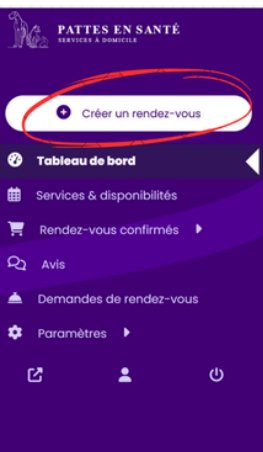 PATTES EN SANTÉ
SERVICES À DOMICILE
Créer un rendez-vous
Tableau de bord
Services & disponibilités
Rendez-vous confirmés
Avis
Demandes de rendez-vous
Paramètres